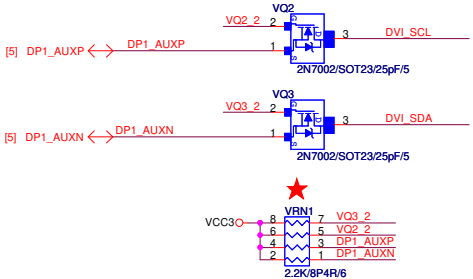 VQ2
VQ2_2 2 G D 3 DVI_SCL
[5] DP1_AUXP DP1_AUXP 1 S
2N7002/SOT23/25pF/5
VQ3
VQ3_2 2 G D 3 DVI_SDA
[5] DP1_AUXN DP1_AUXN 1 S
2N7002/SOT23/25pF/5
VRN1
VCC3 8 7 VQ3_2
6 5 VQ2_2
4 3 DP1_AUXP
2 1 DP1_AUXN
2.2K/8P4R/6